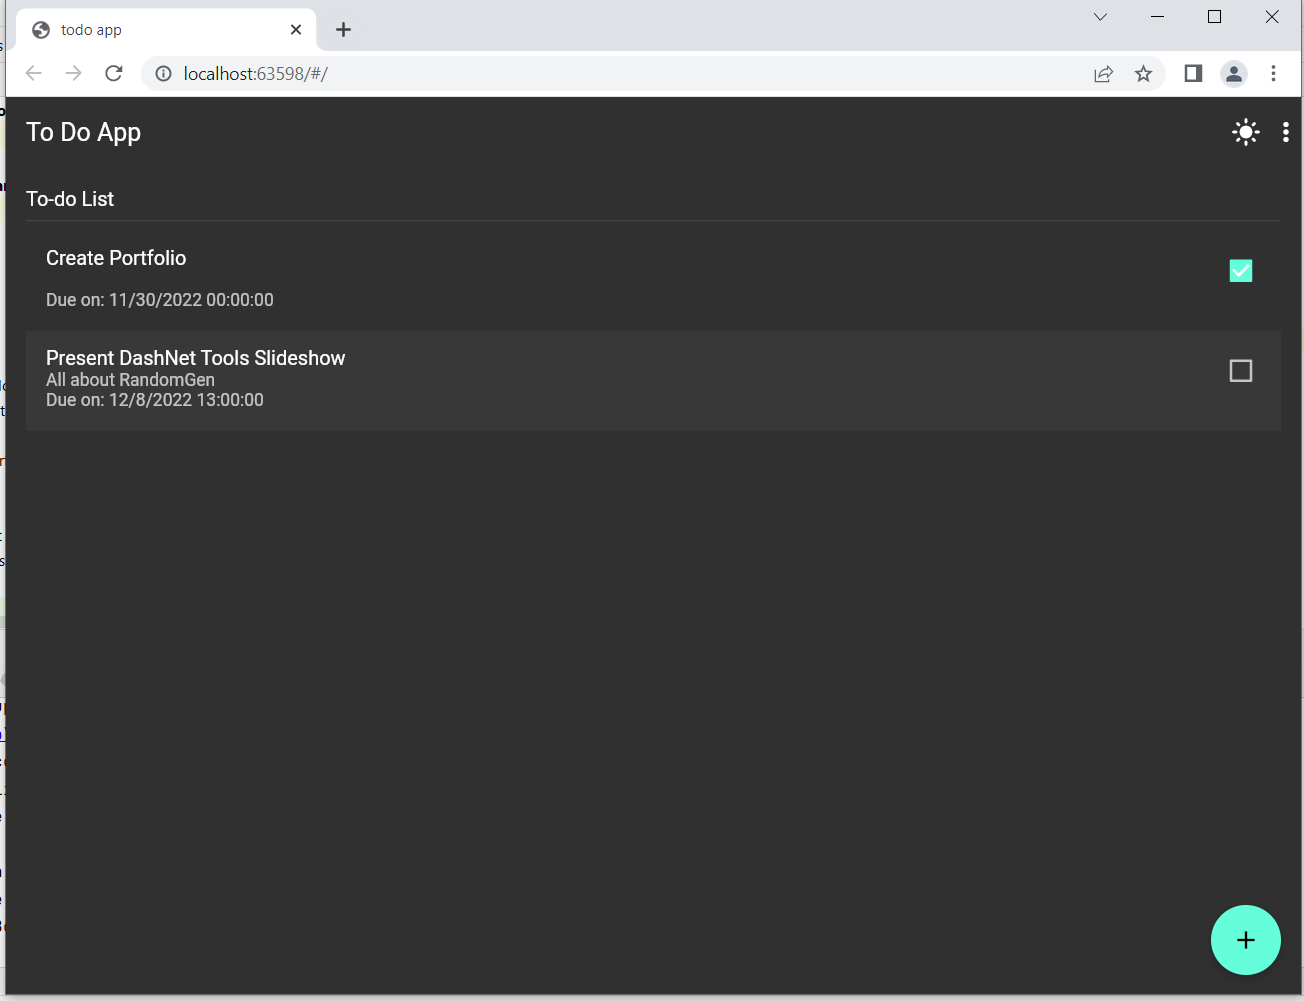 todo app
localhost:63598/#/
To Do App
To-do List
Create Portfolio
Due on: 11/30/2022 00:00:00
Present DashNet Tools Slideshow
All about RandomGen
Due on: 12/8/2022 13:00:00